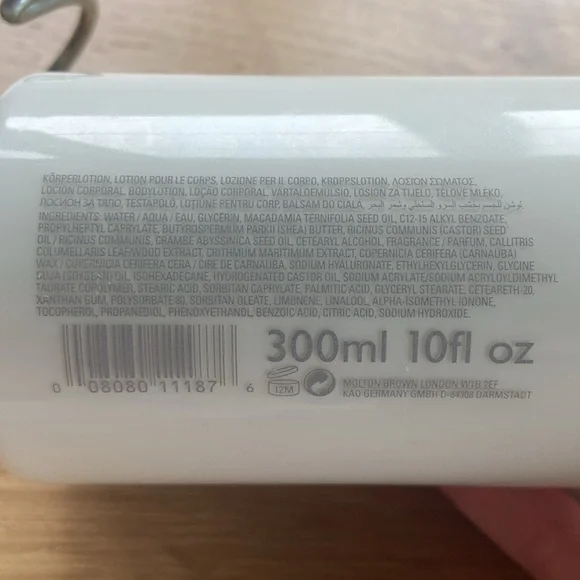 KÖRPERLOTION, LOTION POUR LE CORPS, LOZIONE PER IL CORPO, KROPPSLOTION, ΛΟΣΙΟΝ ΣΩΜΑΤΟΣ,
LOCIÓN CORPORAL, BODYLOTION, LOÇÃO CORPORAL, VARTALOEMULSIO, LOSION ZA TIJELO, TĚLOVÉ MLÉKO,
ЛОСИОН ЗА ТЯЛО, TESTÁPOLÓ, LOȚIUNE PENTRU CORP, BALSAM DO CIAŁA,
INGREDIENTS: WATER / AQUA / EAU, GLYCERIN, MACADAMIA TERNIFOLIA SEED OIL, C12-15 ALKYL BENZOATE,
PROPYLHEPTYL CAPRYLATE, BUTYROSPERMUM PARKII (SHEA) BUTTER, RICINUS COMMUNIS (CASTOR) SEED
OIL / RICINUS COMMUNIS, CRAMBE ABYSSINICA SEED OIL, CETEARYL ALCOHOL, FRAGRANCE / PARFUM, CALLITRIS
COLUMELLARIS LEAF/WOOD EXTRACT, CRITHMUM MARITIMUM EXTRACT, COPERNICIA CERIFERA (CARNAUBA)
WAX / COPERNICIA CERIFERA CERA / CIRE DE CARNAUBA, SODIUM HYALURONATE, ETHYLHEXYLGLYCERIN, GLYCINE
SOJA (SOYBEAN) OIL, ISOHEXADECANE, HYDROGENATED CASTOR OIL, SODIUM ACRYLATE/SODIUM ACRYLOYLDIMETHYL
TAURATE COPOLYMER, STEARIC ACID, SORBITAN CAPRYLATE, PALMITIC ACID, GLYCERYL STEARATE, CETEARETH-20,
XANTHAN GUM, POLYSORBATE 80, SORBITAN OLEATE, LIMONENE, LINALOOL, ALPHA-ISOMETHYL IONONE,
TOCOPHEROL, PROPANEDIOL, PHENOXYETHANOL, BENZOIC ACID, CITRIC ACID, SODIUM HYDROXIDE.
300ml 10fl oz
0 08080 11187 6
12M
MOLTON BROWN LONDON W1B 2EF
KAO GERMANY GMBH D-64308 DARMSTADT